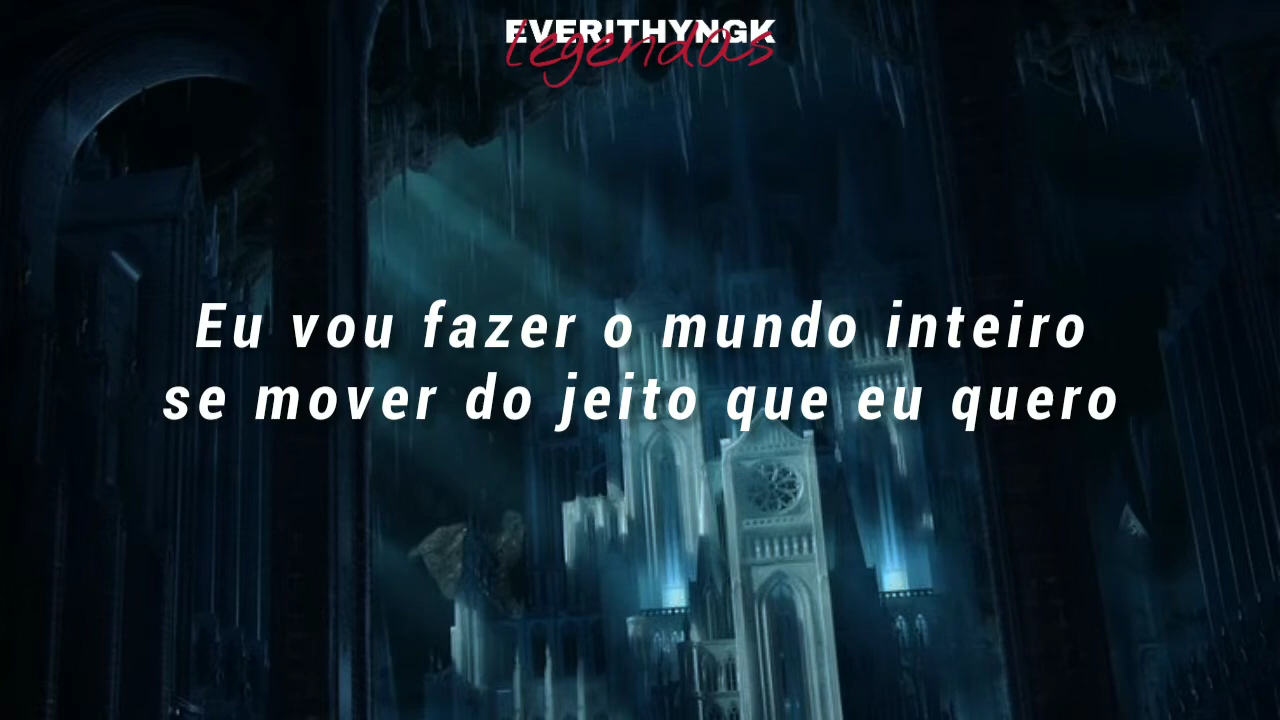 EVERITHYNGK
legendas
Eu vou fazer o mundo inteiro
se mover do jeito que eu quero